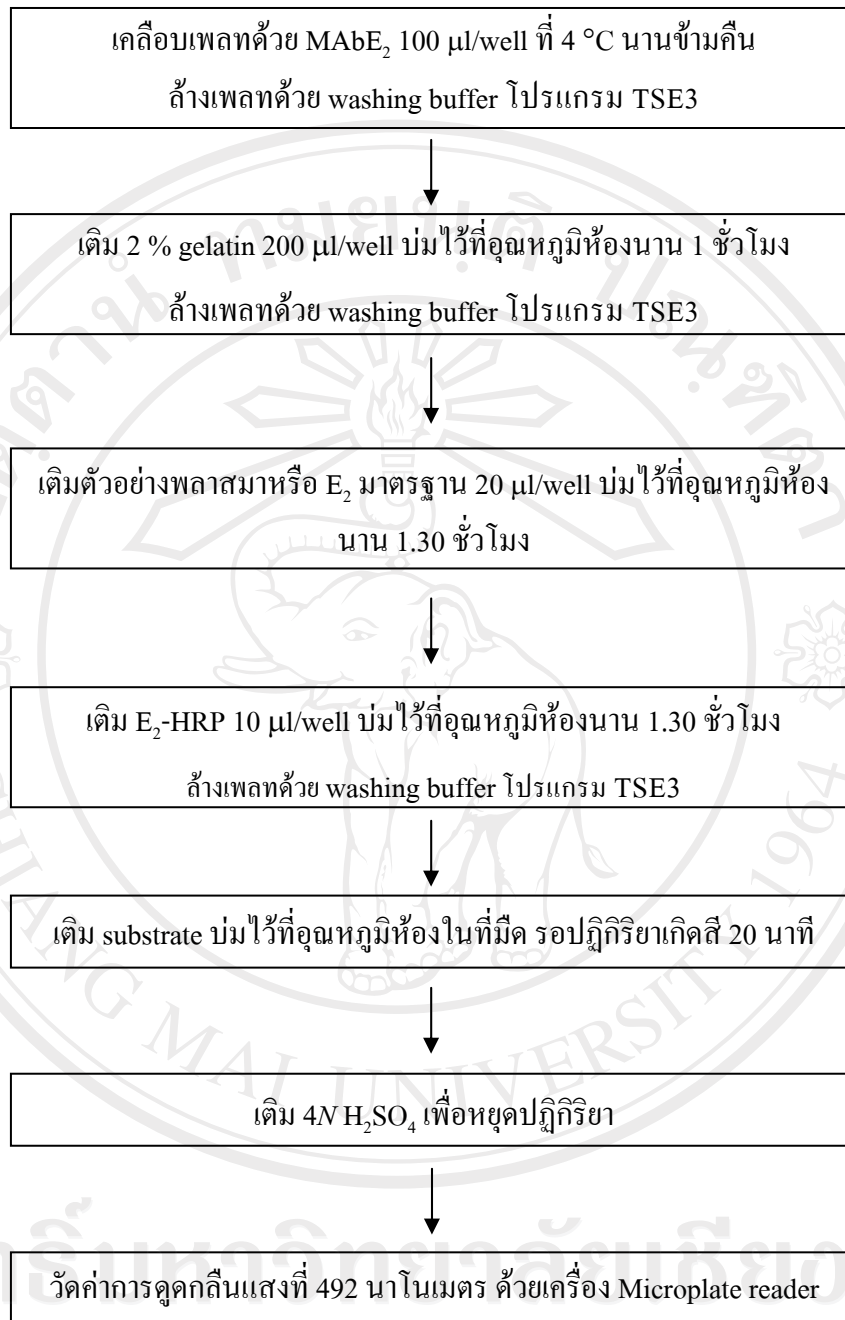 เคลือบเพลทด้วย MAbE₂ 100 μl/well ที่ 4 °C นานข้ามคืน
ล้างเพลทด้วย washing buffer โปรแกรม TSE3
เติม 2 % gelatin 200 μl/well บ่มไว้ที่อุณหภูมิห้องนาน 1 ชั่วโมง
ล้างเพลทด้วย washing buffer โปรแกรม TSE3
เติมตัวอย่างพลาสมาหรือ E₂ มาตรฐาน 20 μl/well บ่มไว้ที่อุณหภูมิห้อง
นาน 1.30 ชั่วโมง
เติม E₂-HRP 10 μl/well บ่มไว้ที่อุณหภูมิห้องนาน 1.30 ชั่วโมง
ล้างเพลทด้วย washing buffer โปรแกรม TSE3
เติม substrate บ่มไว้ที่อุณหภูมิห้องในที่มืด รอปฏิกิริยาเกิดสี 20 นาที
เติม 4N H₂SO₄ เพื่อหยุดปฏิกิริยา
วัดค่าการดูดกลืนแสงที่ 492 นาโนเมตร ด้วยเครื่อง Microplate reader
CHIANG MAI UNIVERSITY 1964